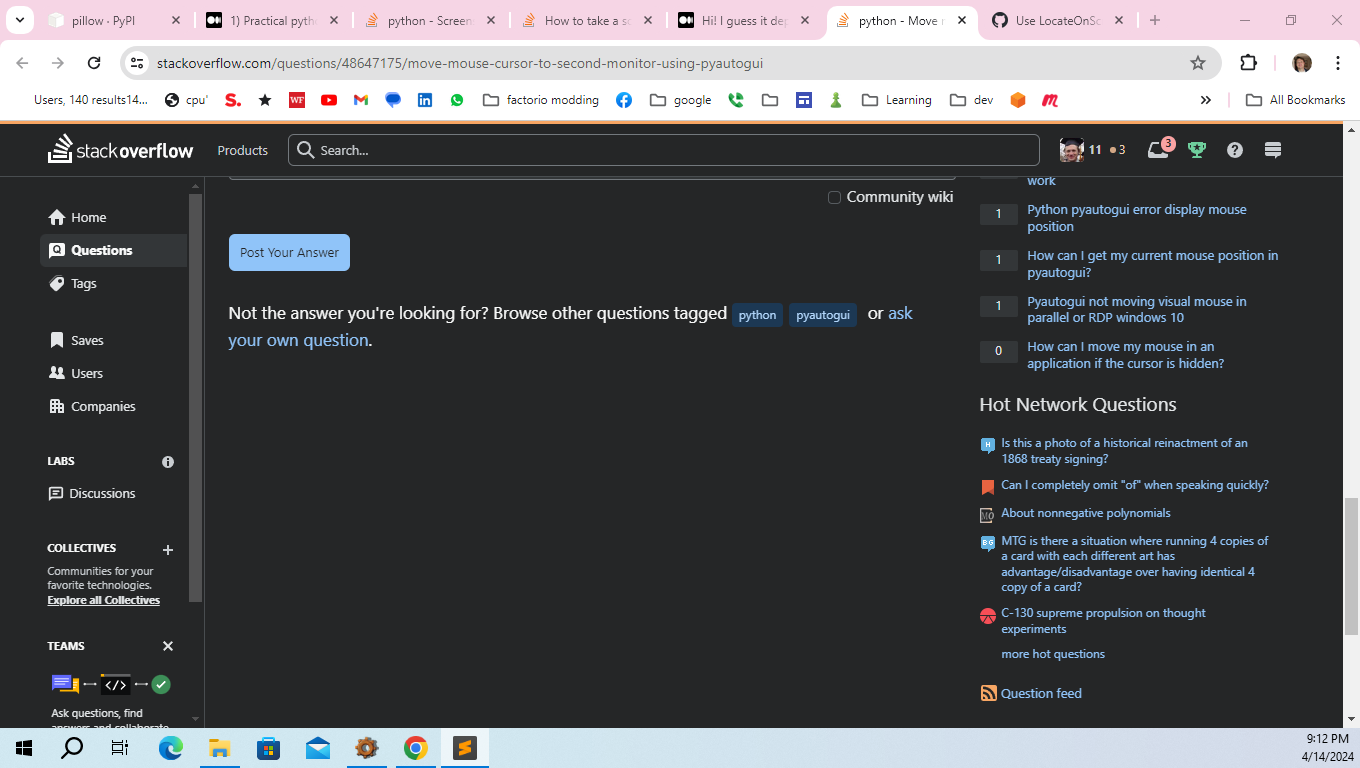 pillow · PyPI
1) Practical pyth
python - Screen
How to take a sc
Hi! I guess it dep
python - Move m
Use LocateOnSc
stackoverflow.com/questions/48647175/move-mouse-cursor-to-second-monitor-using-pyautogui
Users, 140 results14...
cpu'
S.
WF
factorio modding
google
Learning
dev
All Bookmarks
stackoverflow
Products
Search...
11
3
3
Home
Questions
Tags
Saves
Users
Companies
LABS
Discussions
COLLECTIVES
Communities for your
favorite technologies.
Explore all Collectives
TEAMS
Ask questions, find
answers and collaborate
Community wiki
Post Your Answer
Not the answer you're looking for? Browse other questions tagged python pyautogui or ask
your own question.
work
1 Python pyautogui error display mouse
position
1 How can I get my current mouse position in
pyautogui?
1 Pyautogui not moving visual mouse in
parallel or RDP windows 10
0 How can I move my mouse in an
application if the cursor is hidden?
Hot Network Questions
Is this a photo of a historical reinactment of an
1868 treaty signing?
Can I completely omit "of" when speaking quickly?
About nonnegative polynomials
MTG is there a situation where running 4 copies of
a card with each different art has
advantage/disadvantage over having identical 4
copy of a card?
C-130 supreme propulsion on thought
experiments
more hot questions
Question feed
9:12 PM
4/14/2024